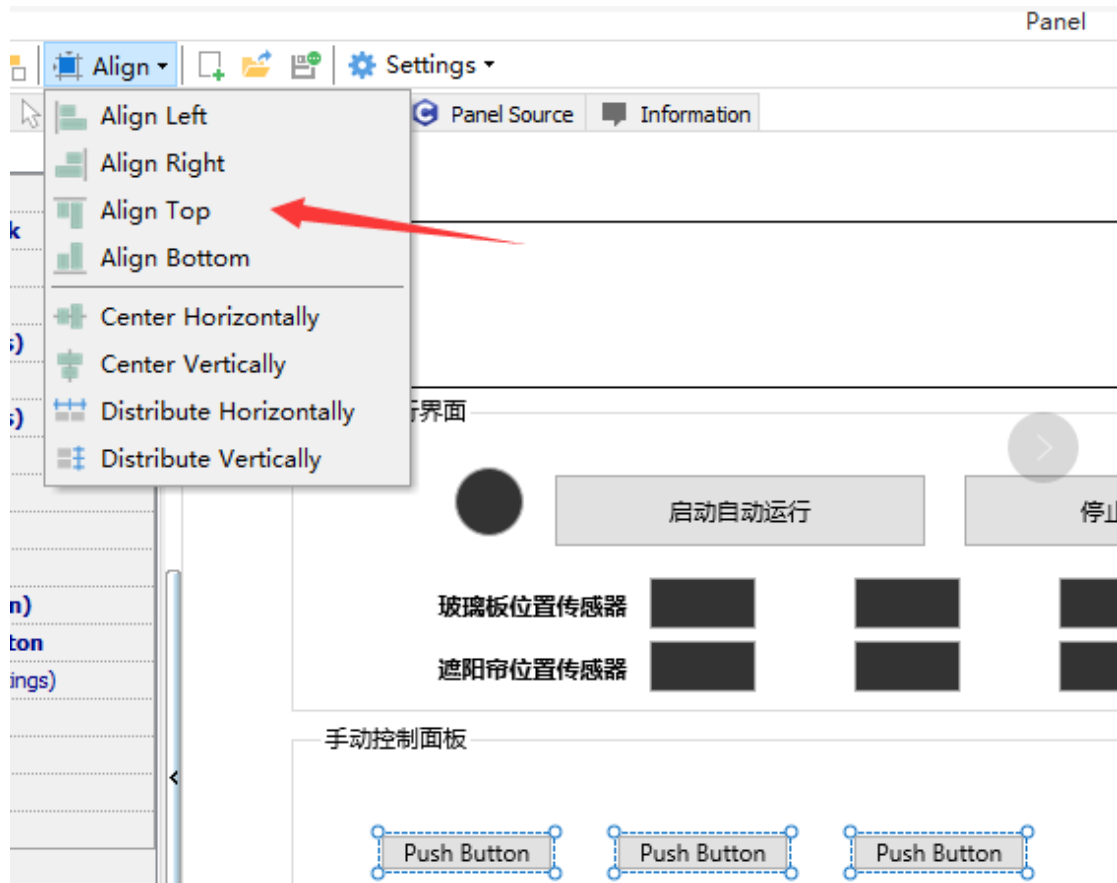 Panel
Align
Settings
Align Left
Panel Source
Information
Align Right
Align Top
k
Align Bottom
Center Horizontally
s)
Center Vertically
Distribute Horizontally
s)
界面
Distribute Vertically
启动自动运行
停止
玻璃板位置传感器
n)
ton
遮阳帘位置传感器
ings)
手动控制面板
Push Button
Push Button
Push Button